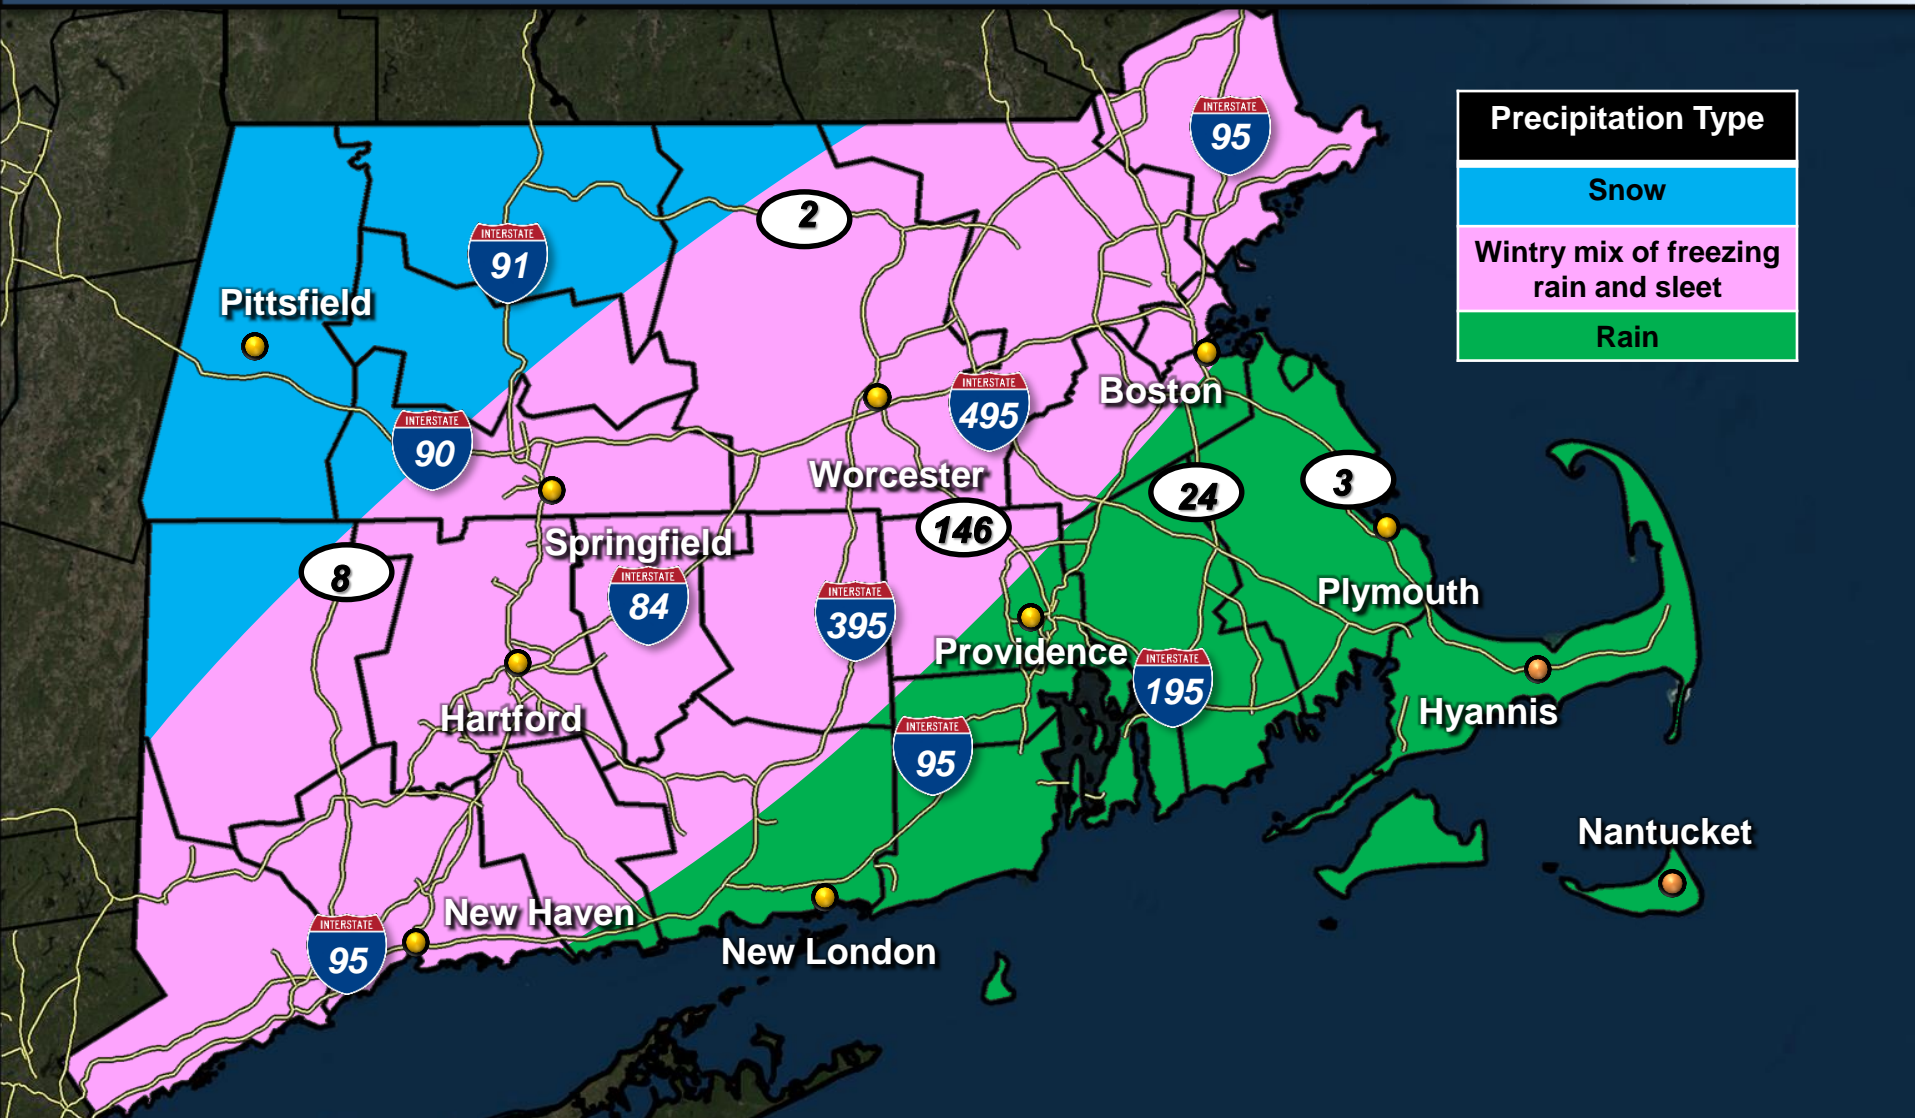 Precipitation Type
Snow
Wintry mix of freezing
rain and sleet
Rain
INTERSTATE
95
2
INTERSTATE
91
Pittsfield
INTERSTATE
90
INTERSTATE
495
Boston
Worcester
24
3
146
Springfield
8
INTERSTATE
84
INTERSTATE
395
Plymouth
Providence
INTERSTATE
195
Hartford
Hyannis
INTERSTATE
95
Nantucket
New Haven
INTERSTATE
95
New London